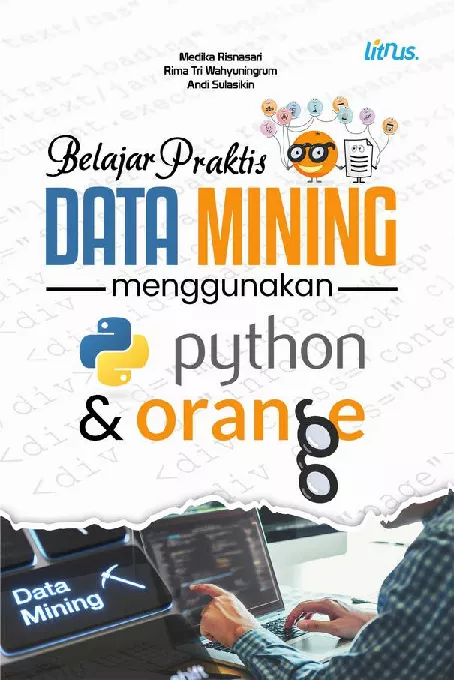 Medika Risnasari
Rima Tri Wahyuningrum
Andi Sulasikin
litnus.
Belajar Praktis
DATA MINING
menggunakan
python
& orange
Data
Mining